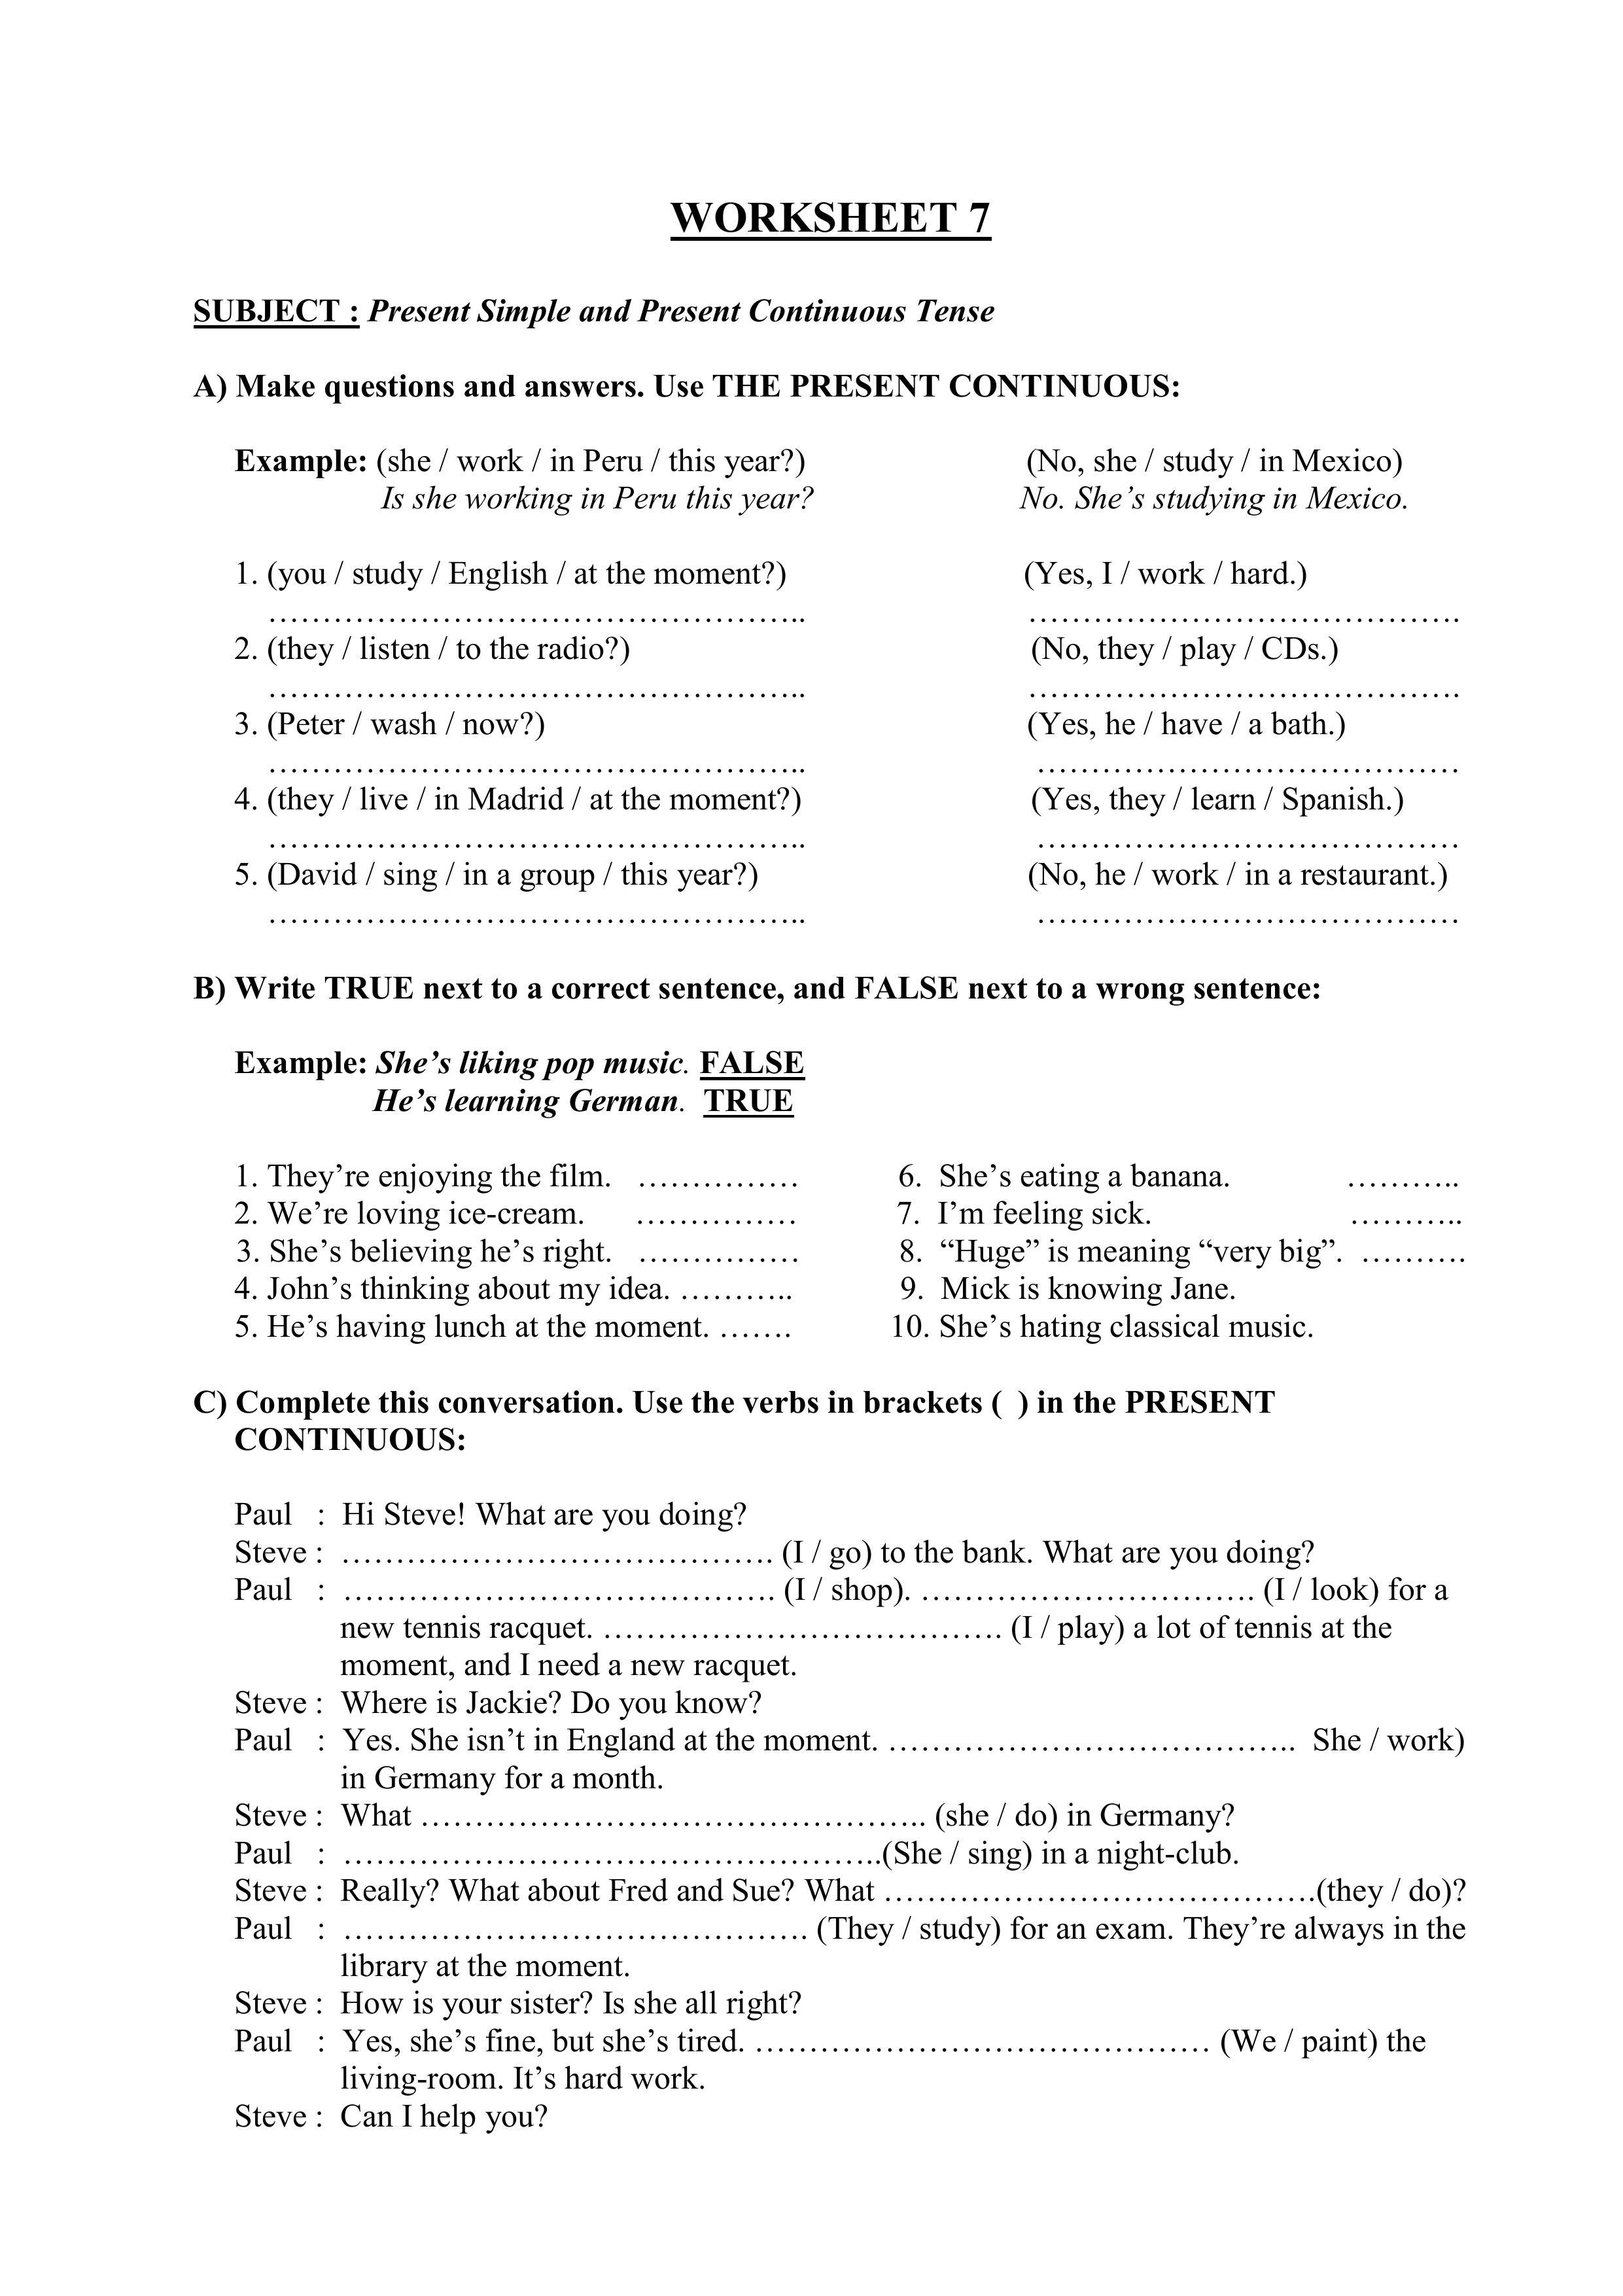 WORKSHEET 7
SUBJECT : Present Simple and Present Continuous Tense
A) Make questions and answers. Use THE PRESENT CONTINUOUS:
Example: (she / work / in Peru / this year?) (No, she / study / in Mexico)
Is she working in Peru this year? No. She’s studying in Mexico.
1. (you / study / English / at the moment?) (Yes, I / work / hard.)
………………………………………….. ………………………………….
2. (they / listen / to the radio?) (No, they / play / CDs.)
………………………………………….. ………………………………….
3. (Peter / wash / now?) (Yes, he / have / a bath.)
………………………………………….. …………………………………
4. (they / live / in Madrid / at the moment?) (Yes, they / learn / Spanish.)
………………………………………….. …………………………………
5. (David / sing / in a group / this year?) (No, he / work / in a restaurant.)
………………………………………….. …………………………………
B) Write TRUE next to a correct sentence, and FALSE next to a wrong sentence:
Example: She’s liking pop music. FALSE
He’s learning German. TRUE
1. They’re enjoying the film. …………… 6. She’s eating a banana. ………..
2. We’re loving ice-cream. …………… 7. I’m feeling sick. ………..
3. She’s believing he’s right. …………… 8. “Huge” is meaning “very big”. ……….
4. John’s thinking about my idea. ……….. 9. Mick is knowing Jane.
5. He’s having lunch at the moment. ……. 10. She’s hating classical music.
C) Complete this conversation. Use the verbs in brackets ( ) in the PRESENT
CONTINUOUS:
Paul : Hi Steve! What are you doing?
Steve : …………………………………. (I / go) to the bank. What are you doing?
Paul : …………………………………. (I / shop). …………………………. (I / look) for a
new tennis racquet. ………………………………. (I / play) a lot of tennis at the
moment, and I need a new racquet.
Steve : Where is Jackie? Do you know?
Paul : Yes. She isn’t in England at the moment. ……………………………….. She / work)
in Germany for a month.
Steve : What ……………………………………….. (she / do) in Germany?
Paul : …………………………………………..(She / sing) in a night-club.
Steve : Really? What about Fred and Sue? What ………………………………….(they / do)?
Paul : ……………………………………. (They / study) for an exam. They’re always in the
library at the moment.
Steve : How is your sister? Is she all right?
Paul : Yes, she’s fine, but she’s tired. …………………………………… (We / paint) the
living-room. It’s hard work.
Steve : Can I help you?